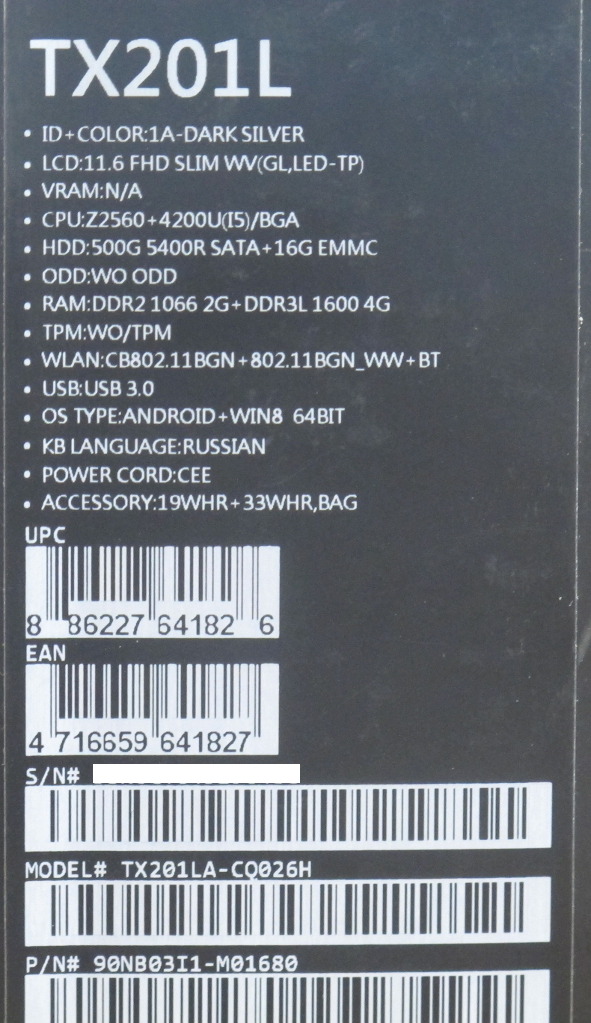 TX201L
• ID+COLOR:1A-DARK SILVER
• LCD:11.6 FHD SLIM WV(GL,LED-TP)
• VRAM:N/A
• CPU:Z2560+4200U(I5)/BGA
• HDD:500G 5400R SATA+16G EMMC
• ODD:WO ODD
• RAM:DDR2 1066 2G+DDR3L 1600 4G
• TPM:WO/TPM
• WLAN:CB802.11BGN+802.11BGN_WW+BT
• USB:USB 3.0
• OS TYPE:ANDROID+WIN8 64BIT
• KB LANGUAGE:RUSSIAN
• POWER CORD:CEE
• ACCESSORY:19WHR+33WHR,BAG
UPC
8 86227 64182 6
EAN
4 716659 641827
S/N#
MODEL# TX201LA-CQ026H
P/N# 90NB03I1-M01680